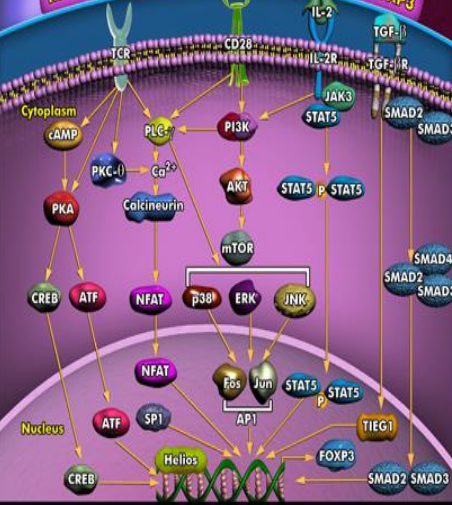 IL-2
TGF-β
TCR
CD28
IL-2R
TGF-βR
Cytoplasm
JAK3
cAMP
PLC-γ
PI3K
STAT5
SMAD2
SMAD3
PKC-θ
Ca2+
AKT
STAT5
P
STAT5
PKA
Calcineurin
mTOR
SMAD4
SMAD2
SMAD3
CREB
ATF
NFAT
p38
ERK
JNK
NFAT
Fos
Jun
STAT5
STAT5
P
ATF
SP1
AP1
TIEG1
Nucleus
Helios
FOXP3
CREB
SMAD2
SMAD3